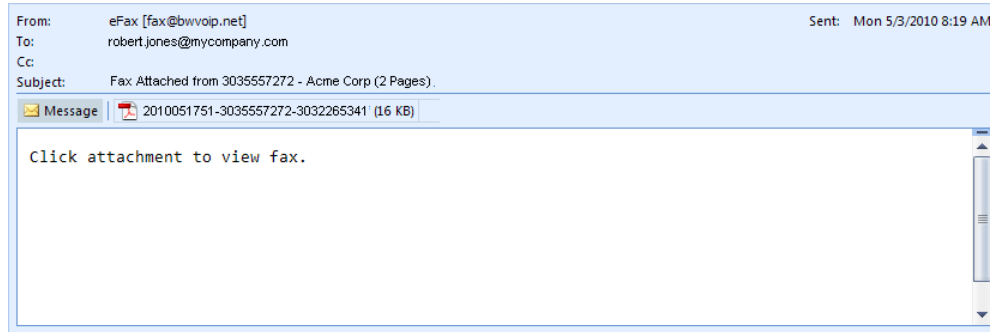 From: eFax [fax@bwvoip.net] Sent: Mon 5/3/2010 8:19 AM
To: robert.jones@mycompany.com
Cc:
Subject: Fax Attached from 3035557272 - Acme Corp (2 Pages).
Message 2010051751-3035557272-3032265341' (16 KB)
Click attachment to view fax.